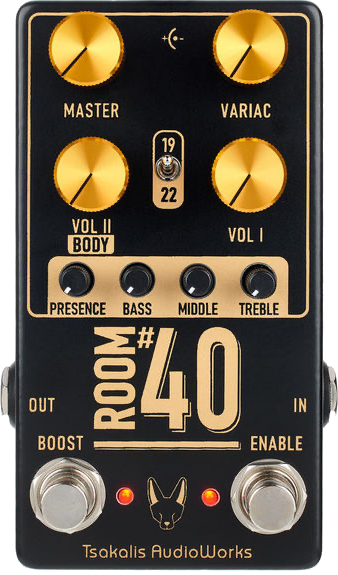 MASTER VARIAC
19
22
VOL II VOL I
BODY
PRESENCE BASS MIDDLE TREBLE
ROOM #40
OUT IN
BOOST ENABLE
Tsakalis AudioWorks